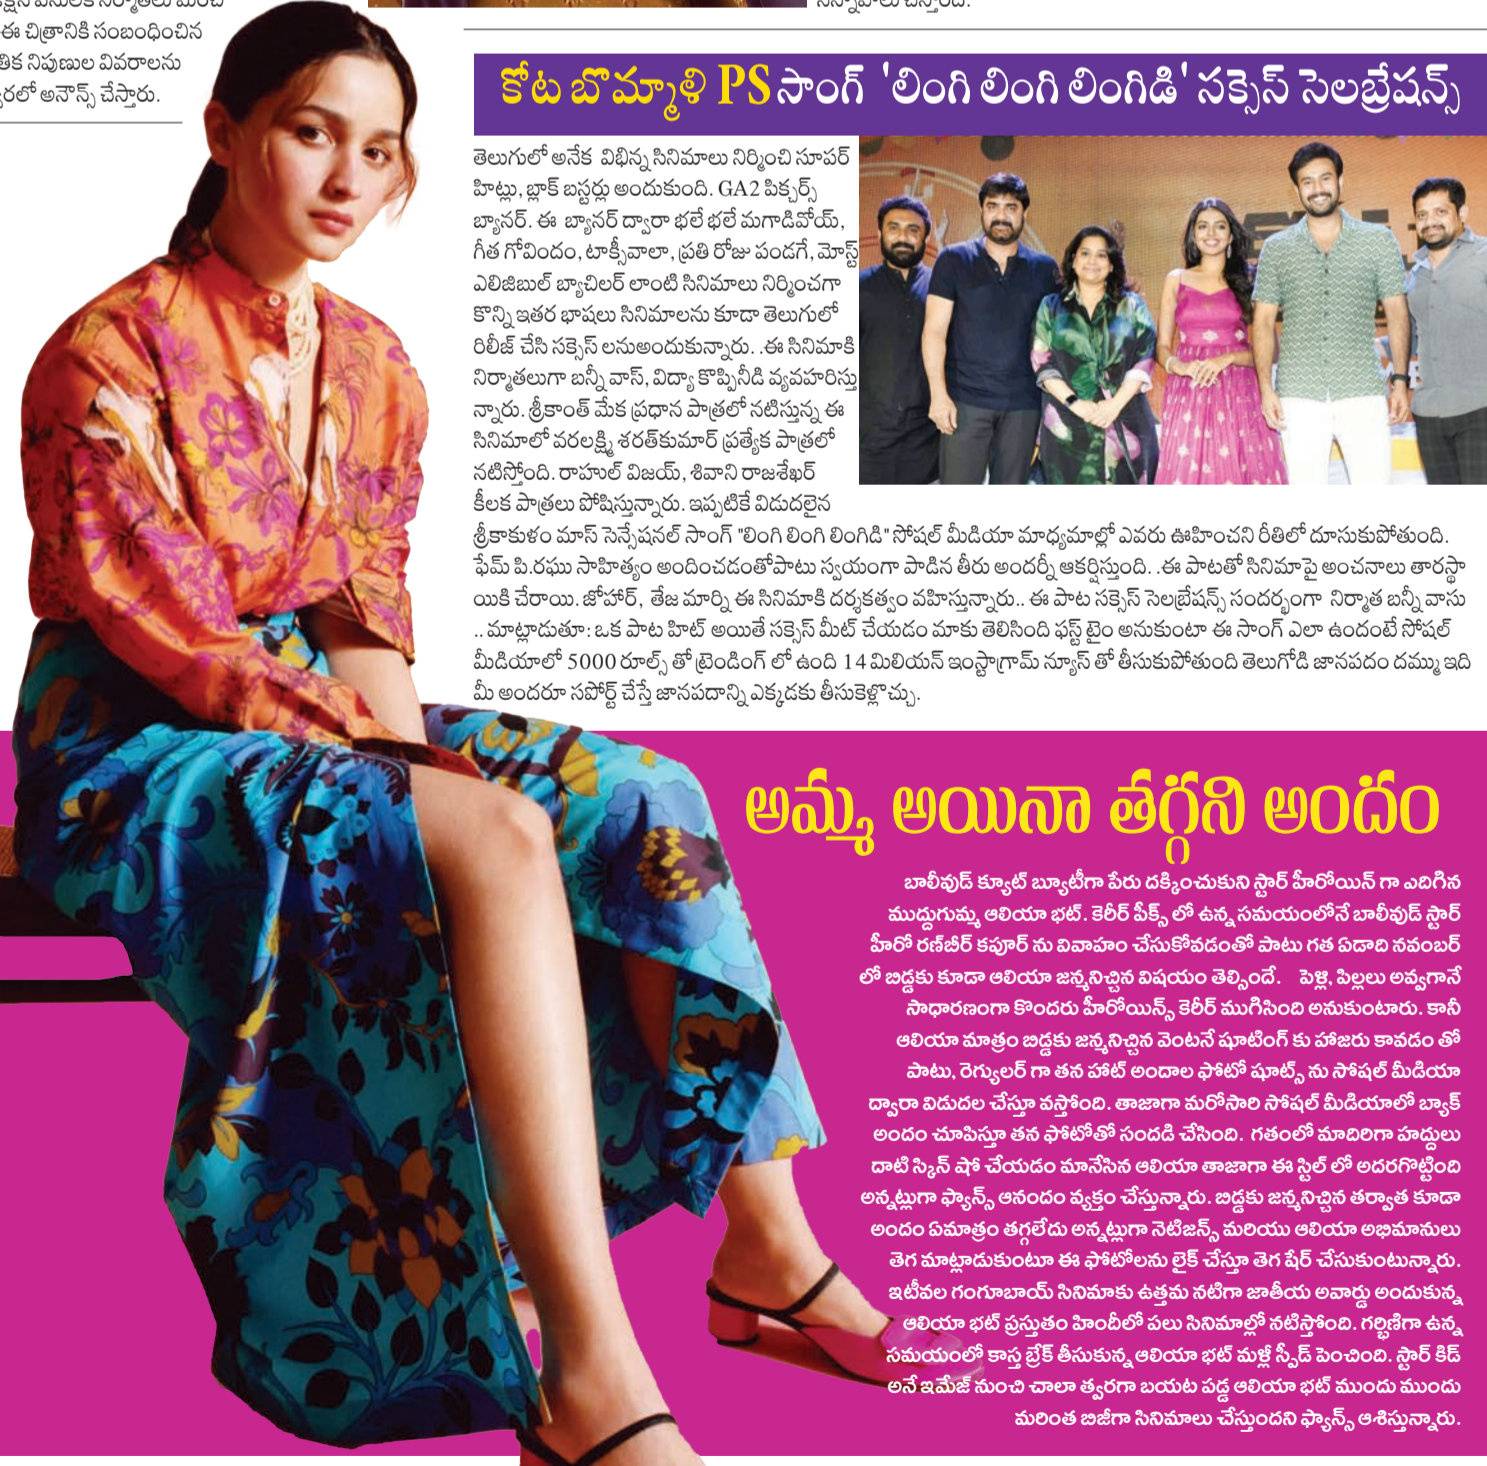 ఈ చిత్రానికి సంబంధించిన
తిక నిపుణుల వివరాలను
రలో అనౌన్స్ చేస్తారు.
కోట బొమ్మాళి PS సాంగ్ 'లింగి లింగి లింగిడి' సక్సెస్ సెలబ్రేషన్స్
తెలుగులో అనేక విభిన్న సినిమాలు నిర్మించి సూపర్
హిట్లు, బ్లాక్ బస్టర్లు అందుకుంది. GA2 పిక్చర్స్
బ్యానర్. ఈ బ్యానర్ ద్వారా భలే భలే మగాడివోయ్,
గీత గోవిందం, టాక్సీవాలా, ప్రతి రోజు పండగే, మోస్ట్
ఎలిజిబుల్ బ్యాచిలర్ లాంటి సినిమాలు నిర్మించగా
కొన్ని ఇతర భాషలు సినిమాలను కూడా తెలుగులో
రిలీజ్ చేసి సక్సెస్ లనుఅందుకున్నారు. .ఈ సినిమాకి
నిర్మాతలుగా బన్నీ వాస్, విద్యా కొప్పినీడి వ్యవహరిస్తు
న్నారు. శ్రీకాంత్ మేక ప్రధాన పాత్రలో నటిస్తున్న ఈ
సినిమాలో వరలక్ష్మి శరత్‌కుమార్ ప్రత్యేక పాత్రలో
నటిస్తోంది. రాహుల్ విజయ్, శివాని రాజశేఖర్
కీలక పాత్రలు పోషిస్తున్నారు. ఇప్పటికే విడుదలైన
శ్రీకాకుళం మాస్ సెన్సేషనల్ సాంగ్ "లింగి లింగి లింగిడి" సోషల్ మీడియా మాధ్యమాల్లో ఎవరు ఊహించని రీతిలో దూసుకుపోతుంది.
ఫేమ్ పి.రఘు సాహిత్యం అందించడంతోపాటు స్వయంగా పాడిన తీరు అందర్నీ ఆకర్షిస్తుంది. .ఈ పాటతో సినిమాపై అంచనాలు తారస్థా
యికి చేరాయి. జోహార్, తేజ మార్ని ఈ సినిమాకి దర్శకత్వం వహిస్తున్నారు.. ఈ పాట సక్సెస్ సెలబ్రేషన్స్ సందర్భంగా నిర్మాత బన్నీ వాసు
.. మాట్లాడుతూ: ఒక పాట హిట్ అయితే సక్సెస్ మీట్ చేయడం మాకు తెలిసింది ఫస్ట్ టైం అనుకుంటా ఈ సాంగ్ ఎలా ఉందంటే సోషల్
మీడియాలో 5000 రూల్స్ తో ట్రెండింగ్ లో ఉంది 14 మిలియన్ ఇంస్టాగ్రామ్ న్యూస్ తో తీసుకుపోతుంది తెలుగోడి జానపదం దమ్ము ఇది
మీ అందరూ సపోర్ట్ చేస్తే జానపదాన్ని ఎక్కడకు తీసుకెళ్లొచ్చు.
అమ్మ అయినా తగ్గని అందం
బాలీవుడ్ క్యూట్ బ్యూటీగా పేరు దక్కించుకుని స్టార్ హీరోయిన్ గా ఎదిగిన
ముద్దుగుమ్మ ఆలియా భట్. కెరీర్ పీక్స్ లో ఉన్న సమయంలోనే బాలీవుడ్ స్టార్
హీరో రణ్‌బీర్ కపూర్ ను వివాహం చేసుకోవడంతో పాటు గత ఏడాది నవంబర్
లో బిడ్డకు కూడా ఆలియా జన్మనిచ్చిన విషయం తెల్సిందే. పెళ్లి, పిల్లలు అవ్వగానే
సాధారణంగా కొందరు హీరోయిన్స్ కెరీర్ ముగిసింది అనుకుంటారు. కానీ
ఆలియా మాత్రం బిడ్డకు జన్మనిచ్చిన వెంటనే షూటింగ్ కు హాజరు కావడం తో
పాటు, రెగ్యులర్ గా తన హాట్ అందాల ఫోటో షూట్స్ ను సోషల్ మీడియా
ద్వారా విడుదల చేస్తూ వస్తోంది. తాజాగా మరోసారి సోషల్ మీడియాలో బ్యాక్
అందం చూపిస్తూ తన ఫోటోతో సందడి చేసింది. గతంలో మాదిరిగా హద్దులు
దాటి స్కిన్ షో చేయడం మానేసిన ఆలియా తాజాగా ఈ స్టిల్ లో అదరగొట్టింది
అన్నట్లుగా ఫ్యాన్స్ ఆనందం వ్యక్తం చేస్తున్నారు. బిడ్డకు జన్మనిచ్చిన తర్వాత కూడా
అందం ఏమాత్రం తగ్గలేదు అన్నట్లుగా నెటిజన్స్ మరియు ఆలియా అభిమానులు
తెగ మాట్లాడుకుంటూ ఈ ఫోటోలను లైక్ చేస్తూ తెగ షేర్ చేసుకుంటున్నారు.
ఇటీవల గంగూబాయ్ సినిమాకు ఉత్తమ నటిగా జాతీయ అవార్డు అందుకున్న
ఆలియా భట్ ప్రస్తుతం హిందీలో పలు సినిమాల్లో నటిస్తోంది. గర్భిణిగా ఉన్న
సమయంలో కాస్త బ్రేక్ తీసుకున్న ఆలియా భట్ మళ్లీ స్పీడ్ పెంచింది. స్టార్ కిడ్
అనే ఇమేజ్ నుంచి చాలా త్వరగా బయట పడ్డ ఆలియా భట్ ముందు ముందు
మరింత బిజీగా సినిమాలు చేస్తుందని ఫ్యాన్స్ ఆశిస్తున్నారు.